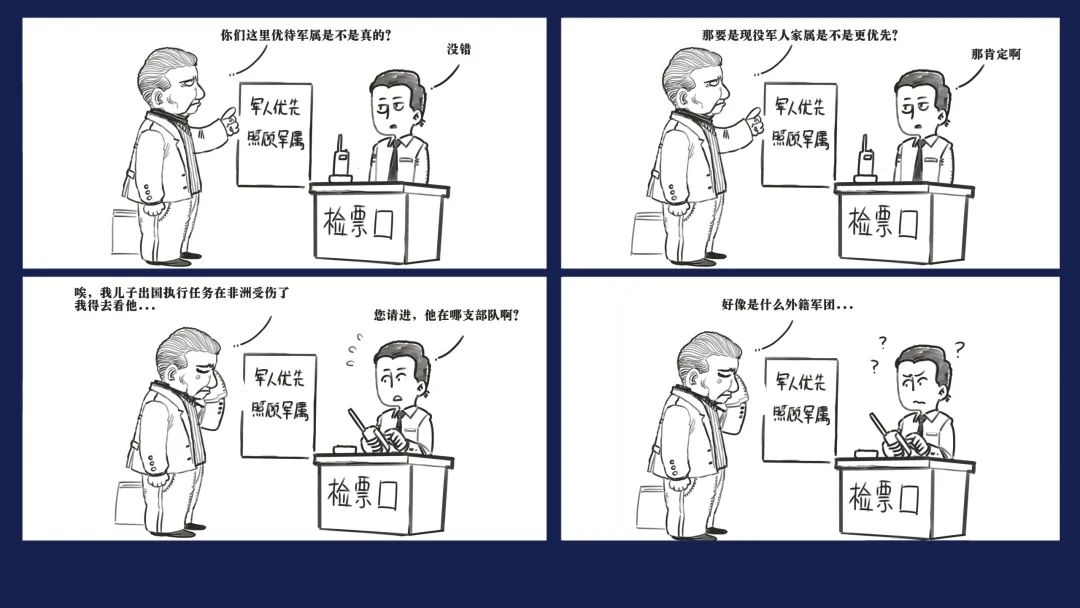 你们这里优待军属是不是真的?
没错
军人优先
照顾军属
检票口
那要是现役军人家属是不是更优先?
那肯定啊
军人优先
照顾军属
检票口
唉，我儿子出国执行任务在非洲受伤了
我得去看他...
您请进，他在哪支部队啊?
军人优先
照顾军属
检票口
好像是什么外籍军团...
? ?
?
军人优先
照顾军属
检票口